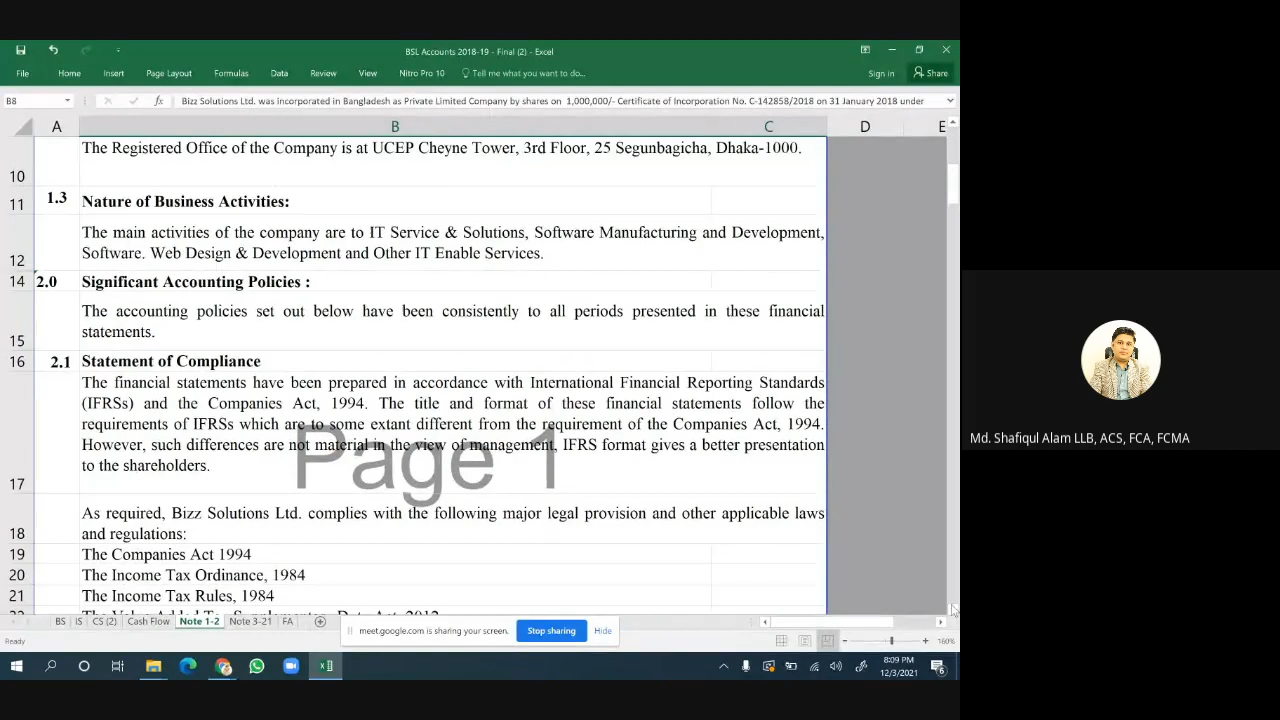 BSL Accounts 2018-19 - Final (2) - Excel
File Home Insert Page Layout Formulas Data Review View Nitro Pro 10 Tell me what you want to do... Sign in Share
B8 fx Bizz Solutions Ltd. was incorporated in Bangladesh as Private Limited Company by shares on 1,000,000/- Certificate of Incorporation No. C-142858/2018 on 31 January 2018 under
A B C D E
The Registered Office of the Company is at UCEP Cheyne Tower, 3rd Floor, 25 Segunbagicha, Dhaka-1000.
10
11 1.3 Nature of Business Activities:
The main activities of the company are to IT Service & Solutions, Software Manufacturing and Development,
Software. Web Design & Development and Other IT Enable Services.
12
14 2.0 Significant Accounting Policies :
The accounting policies set out below have been consistently to all periods presented in these financial
statements.
15
16 2.1 Statement of Compliance
The financial statements have been prepared in accordance with International Financial Reporting Standards
(IFRSs) and the Companies Act, 1994. The title and format of these financial statements follow the
requirements of IFRSs which are to some extant different from the requirement of the Companies Act, 1994.
However, such differences are not material in the view of management, IFRS format gives a better presentation
to the shareholders.
Page 1
17
As required, Bizz Solutions Ltd. complies with the following major legal provision and other applicable laws
18 and regulations:
19 The Companies Act 1994
20 The Income Tax Ordinance, 1984
21 The Income Tax Rules, 1984
BS IS CS (2) Cash Flow Note 1-2 Note 3-21 FA
meet.google.com is sharing your screen. Stop sharing Hide
Ready 160%
8:09 PM
12/3/2021
6
Md. Shafiqul Alam LLB, ACS, FCA, FCMA